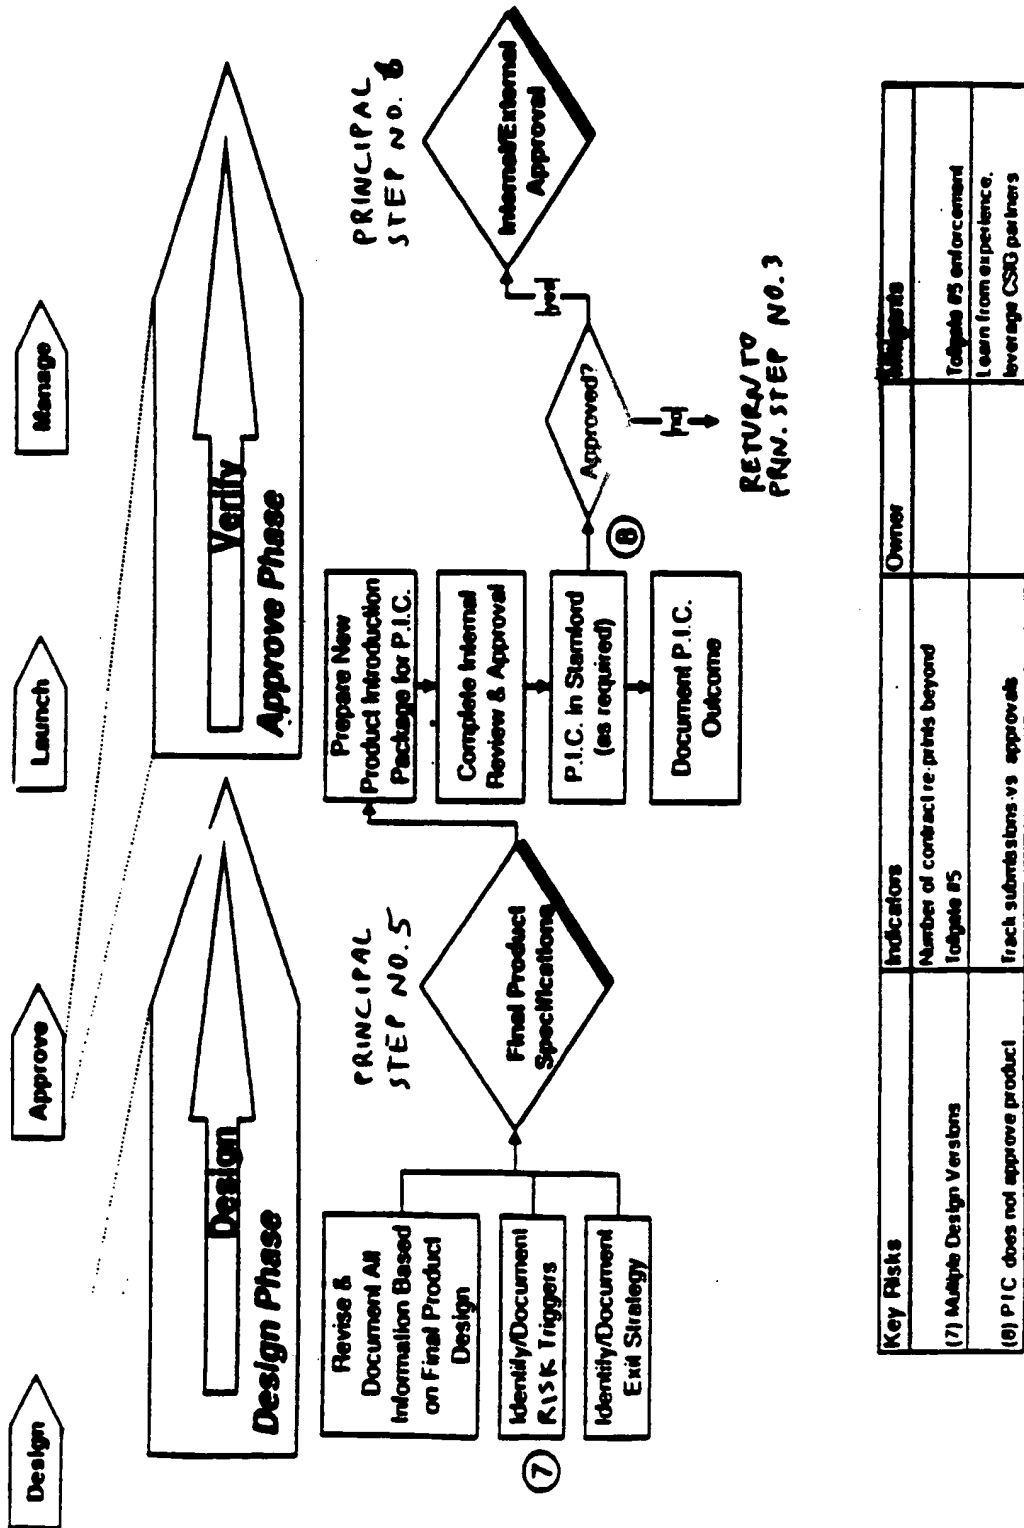 Design
Approve
Launch
Manage
Design
Design Phase
Verify
Approve Phase
Revise &
Document All
Information Based
on Final Product
Design
Identify/Document
RISK Triggers
Identify/Document
Exit Strategy
7
PRINCIPAL
STEP NO. 5
Final Product
Specifications
Prepare New
Product Introduction
Package for P.I.C.
Complete Internal
Review & Approval
P.I.C. in Stamford
(as required)
Document P.I.C.
Outcome
8
Approved?
yes
no
RETURN TO
PRIN. STEP NO.3
PRINCIPAL
STEP NO. 6
Internal/External
Approval
Key Risks
Indicators
Owner
(7) Multiple Design Versions
Number of contract re-prints beyond
Tollgate #5
Tollgate #5 enforcement
(8) PIC does not approve product
Track submissions vs approvals
Learn from experience.
leverage CSIG partners